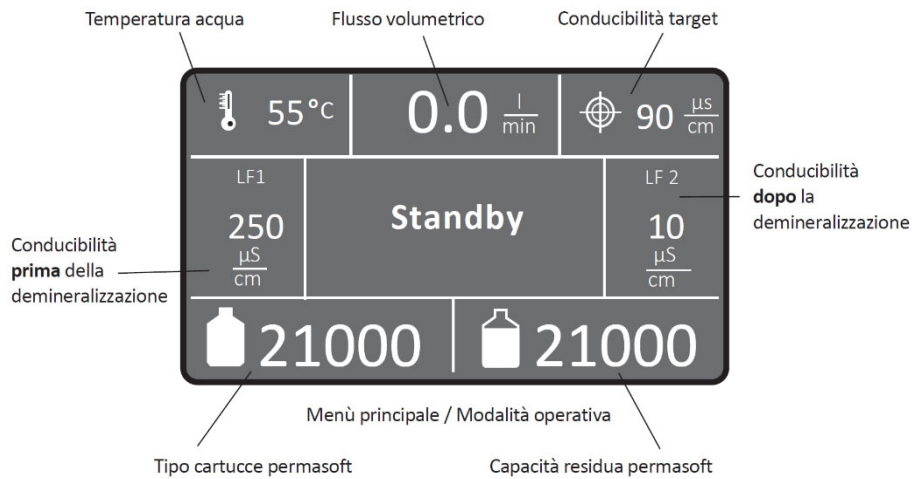 Temperatura acqua
Flusso volumetrico
Conducibilità target
55°C
0.0 l/min
90 µs/cm
LF1
250
µS
cm
Standby
LF 2
10
µS
cm
Conducibilità
dopo la
demineralizzazione
Conducibilità
prima della
demineralizzazione
21000
21000
Menù principale / Modalità operativa
Tipo cartucce permasoft
Capacità residua permasoft